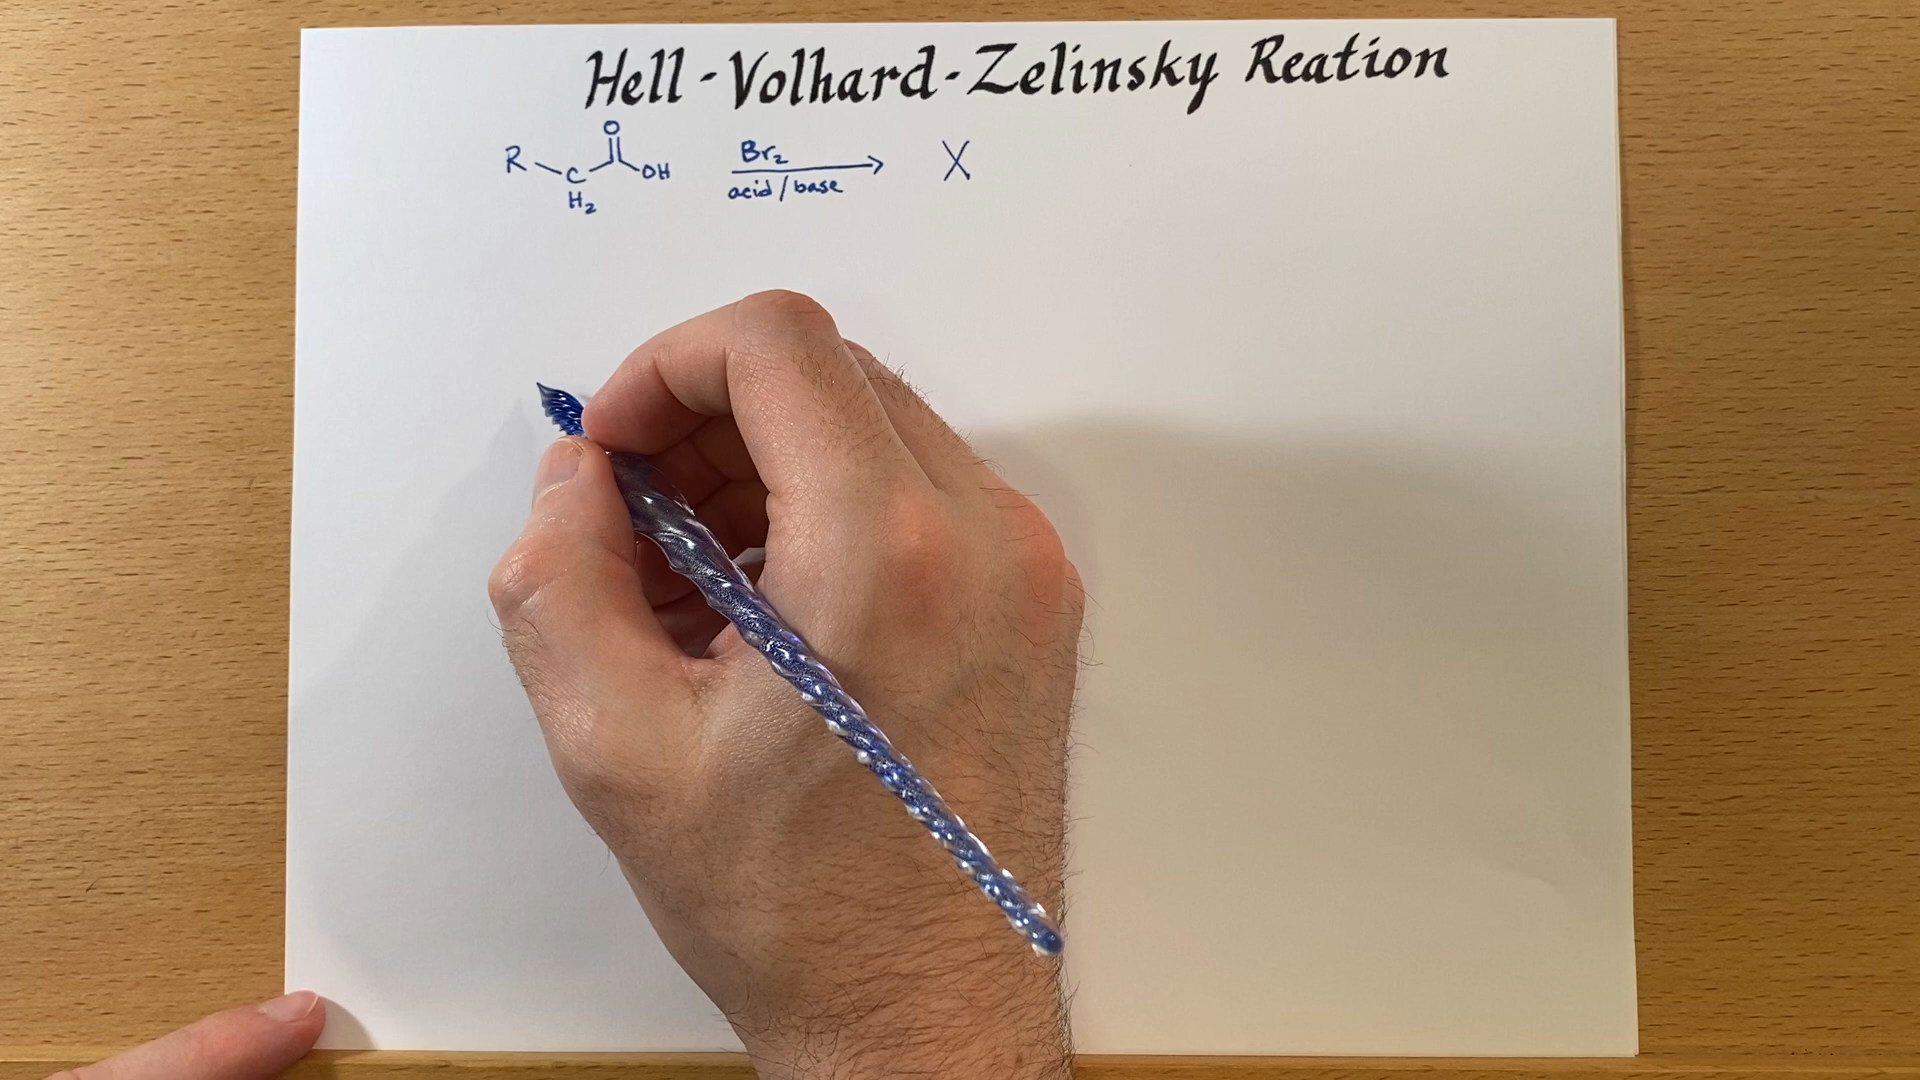 Hell-Volhard-Zelinsky Reation
O
R C OH Br₂ X
H₂ acid/base